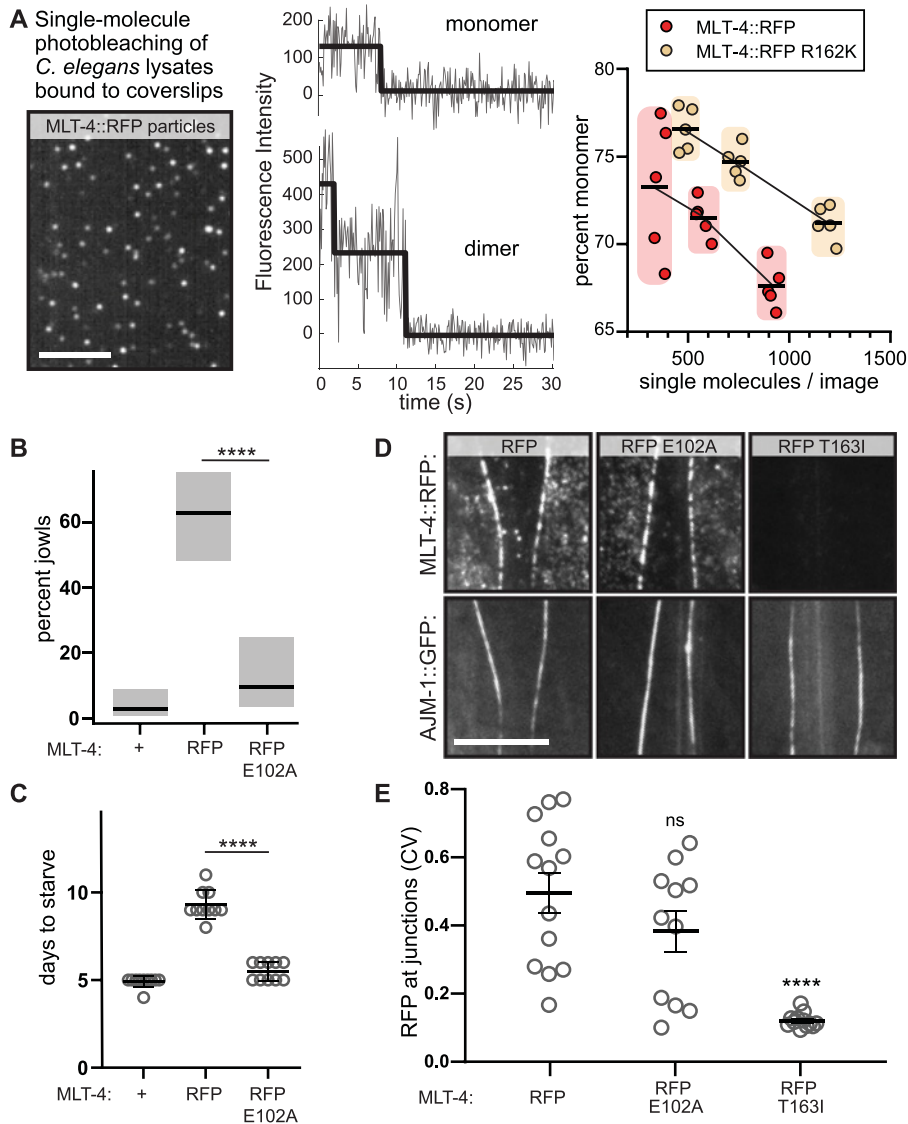 A Single-molecule
photobleaching of
C. elegans lysates
bound to coverslips
MLT-4::RFP particles
Fluorescence Intensity
200
100
0
monomer
500
400
300
200
100
0
dimer
0 5 10 15 20 25 30
time (s)
MLT-4::RFP
MLT-4::RFP R162K
percent monomer
80
75
70
65
500 1000 1500
single molecules / image
B
percent jowls
60
40
20
0
****
MLT-4: + RFP RFP
E102A
C
days to starve
10
5
0
****
MLT-4: + RFP RFP
E102A
D
RFP RFP E102A RFP T163I
MLT-4::RFP:
AJM-1::GFP:
E
RFP at junctions (CV)
0.8
0.6
0.4
0.2
0.0
ns
****
MLT-4: RFP RFP RFP
E102A T163I